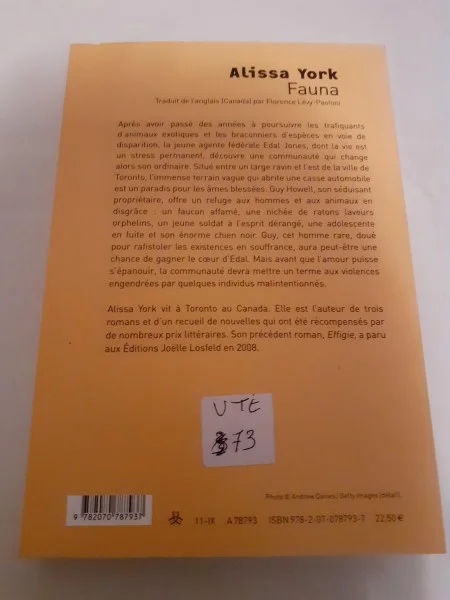 Alissa York
Fauna
Traduit de l'anglais (Canada) par Florence Lévy-Paoloni
Après avoir passé des années à poursuivre les trafiquants
d'animaux exotiques et les braconniers d'espèces en voie de
disparition, la jeune agente fédérale Edal Jones, dont la vie est
un stress permanent, découvre une communauté qui change
alors son ordinaire. Situé entre un large ravin et l'est de la ville de
Toronto, l'immense terrain vague qui abrite une casse automobile
est un paradis pour les âmes blessées. Guy Howell, son séduisant
propriétaire, offre un refuge aux hommes et aux animaux en
disgrâce : un faucon affamé, une nichée de ratons laveurs
orphelins, un jeune soldat à l'esprit dérangé, une adolescente
en fuite et son énorme chien noir. Guy, cet homme rare, doué
pour rafistoler les existences en souffrance, aura peut-être une
chance de gagner le cœur d'Edal. Mais avant que l'amour puisse
s'épanouir, la communauté devra mettre un terme aux violences
engendrées par quelques individus malintentionnés.
Alissa York vit à Toronto au Canada. Elle est l'auteur de trois
romans et d'un recueil de nouvelles qui ont été recompensés par
de nombreux prix littéraires. Son précédent roman, Effigie, a paru
aux Éditions Joëlle Losfeld en 2008.
UTE
73
Photo © Andrew Getty Images (détail).
9 782070 787937
11-IX A 78793 ISBN 978-2-07-078793-7 22,50 €